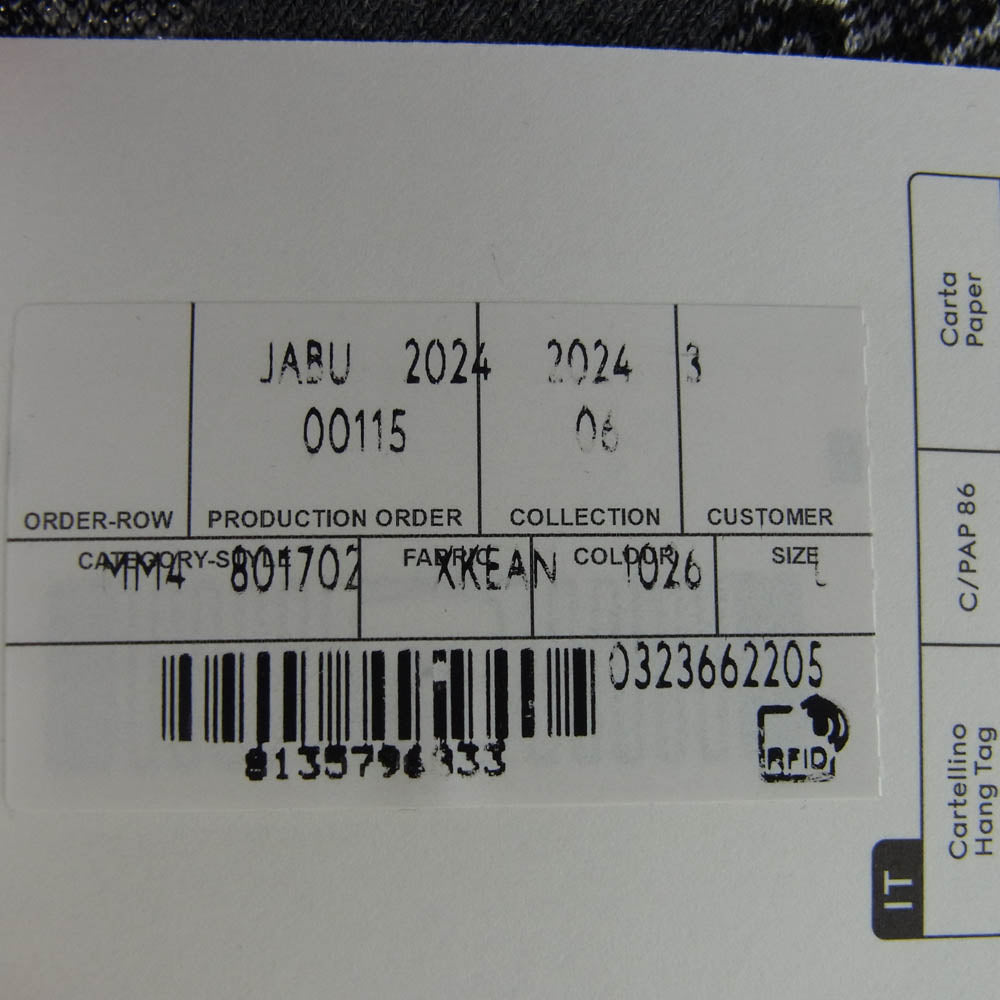 JABU 2024 2024 3
00115 06
ORDER-ROW PRODUCTION ORDER COLLECTION CUSTOMER
CATEGORY-STYLE FABRIC COLOUR SIZE
MM4 801702 XKEAN 1026
0323662205
RFID
Carta
Paper
C/PAP 86
Cartellino
Hang Tag
IT